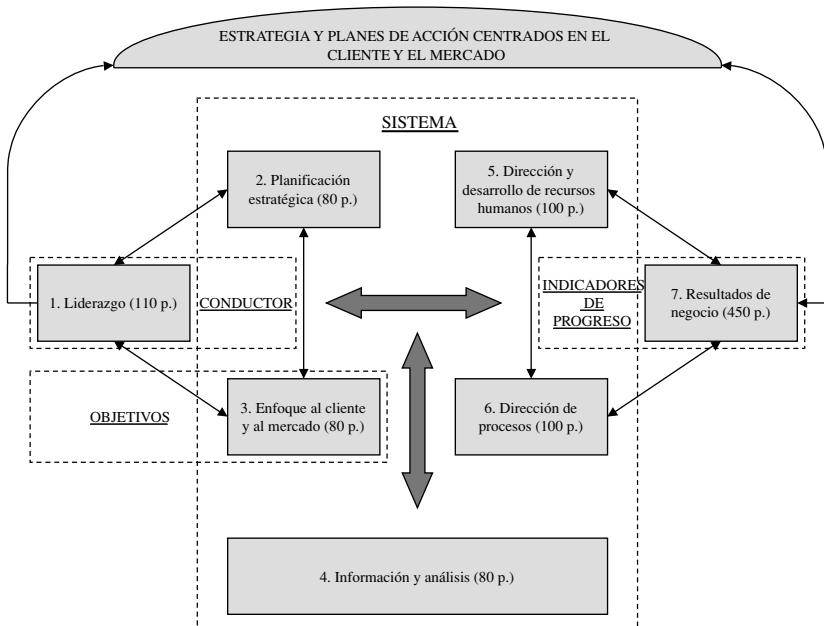 ESTRATEGIA Y PLANES DE ACCIÓN CENTRADOS EN EL
CLIENTE Y EL MERCADO
SISTEMA
2. Planificación
estratégica (80 p.)
5. Dirección y
desarrollo de recursos
humanos (100 p.)
1. Liderazgo (110 p.)
CONDUCTOR
INDICADORES
DE
PROGRESO
7. Resultados de
negocio (450 p.)
OBJETIVOS
3. Enfoque al cliente
y al mercado (80 p.)
6. Dirección de
procesos (100 p.)
4. Información y análisis (80 p.)